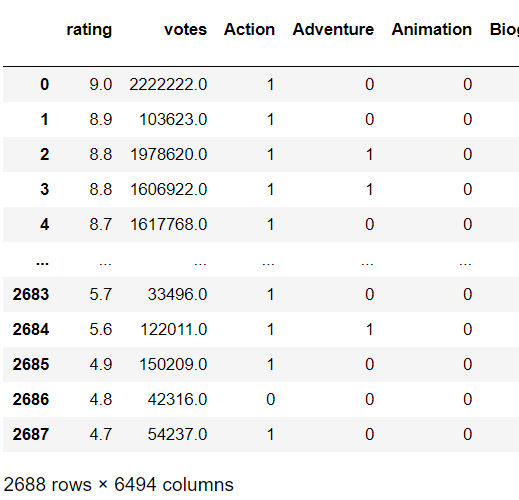 rating votes Action Adventure Animation
0 9.0 2222222.0 1 0 0
1 8.9 103623.0 1 0 0
2 8.8 1978620.0 1 1 0
3 8.8 1606922.0 1 1 0
4 8.7 1617768.0 1 0 0
... ... ... ... ... ...
2683 5.7 33496.0 1 0 0
2684 5.6 122011.0 1 1 0
2685 4.9 150209.0 1 0 0
2686 4.8 42316.0 0 0 0
2687 4.7 54237.0 1 0 0
2688 rows × 6494 columns